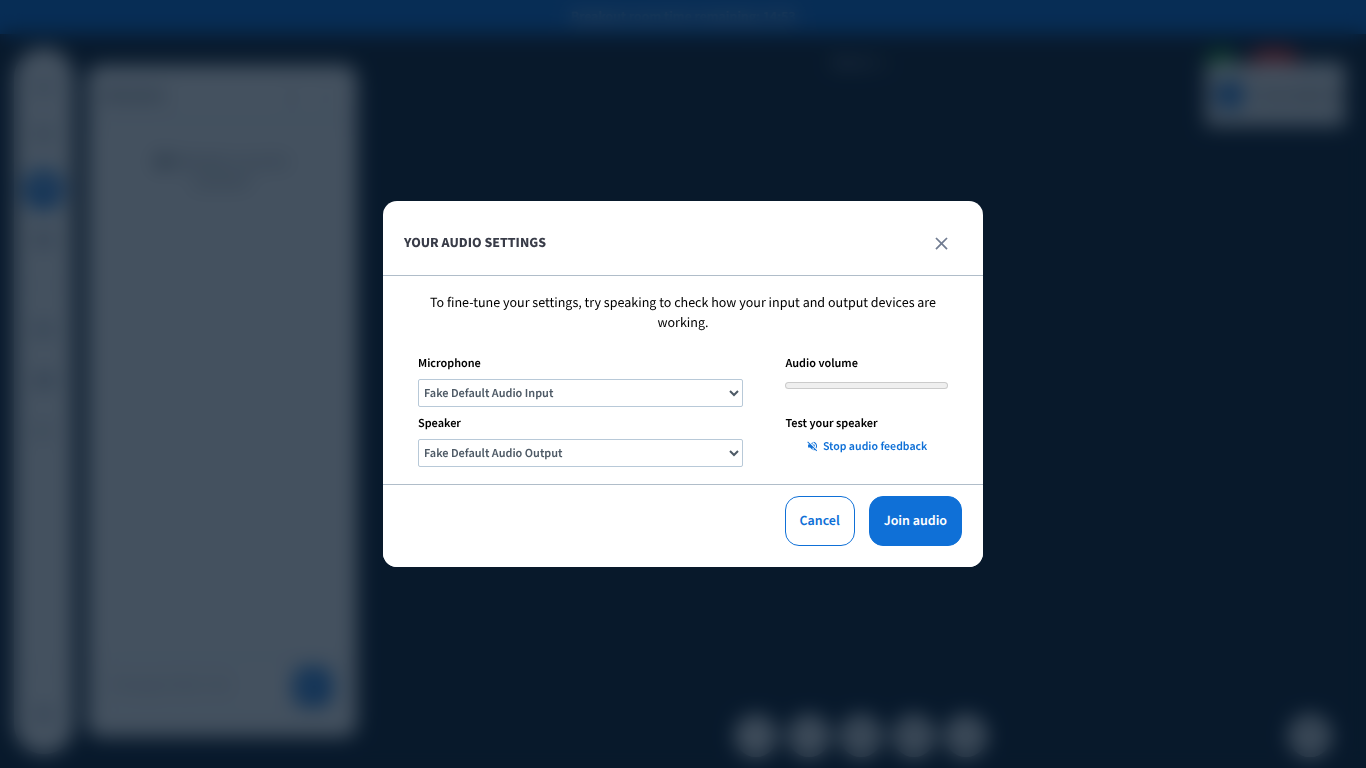 YOUR AUDIO SETTINGS
To fine-tune your settings, try speaking to check how your input and output devices are
working.
Microphone
Audio volume
Fake Default Audio Input
Speaker
Test your speaker
Stop audio feedback
Fake Default Audio Output
Cancel
Join audio